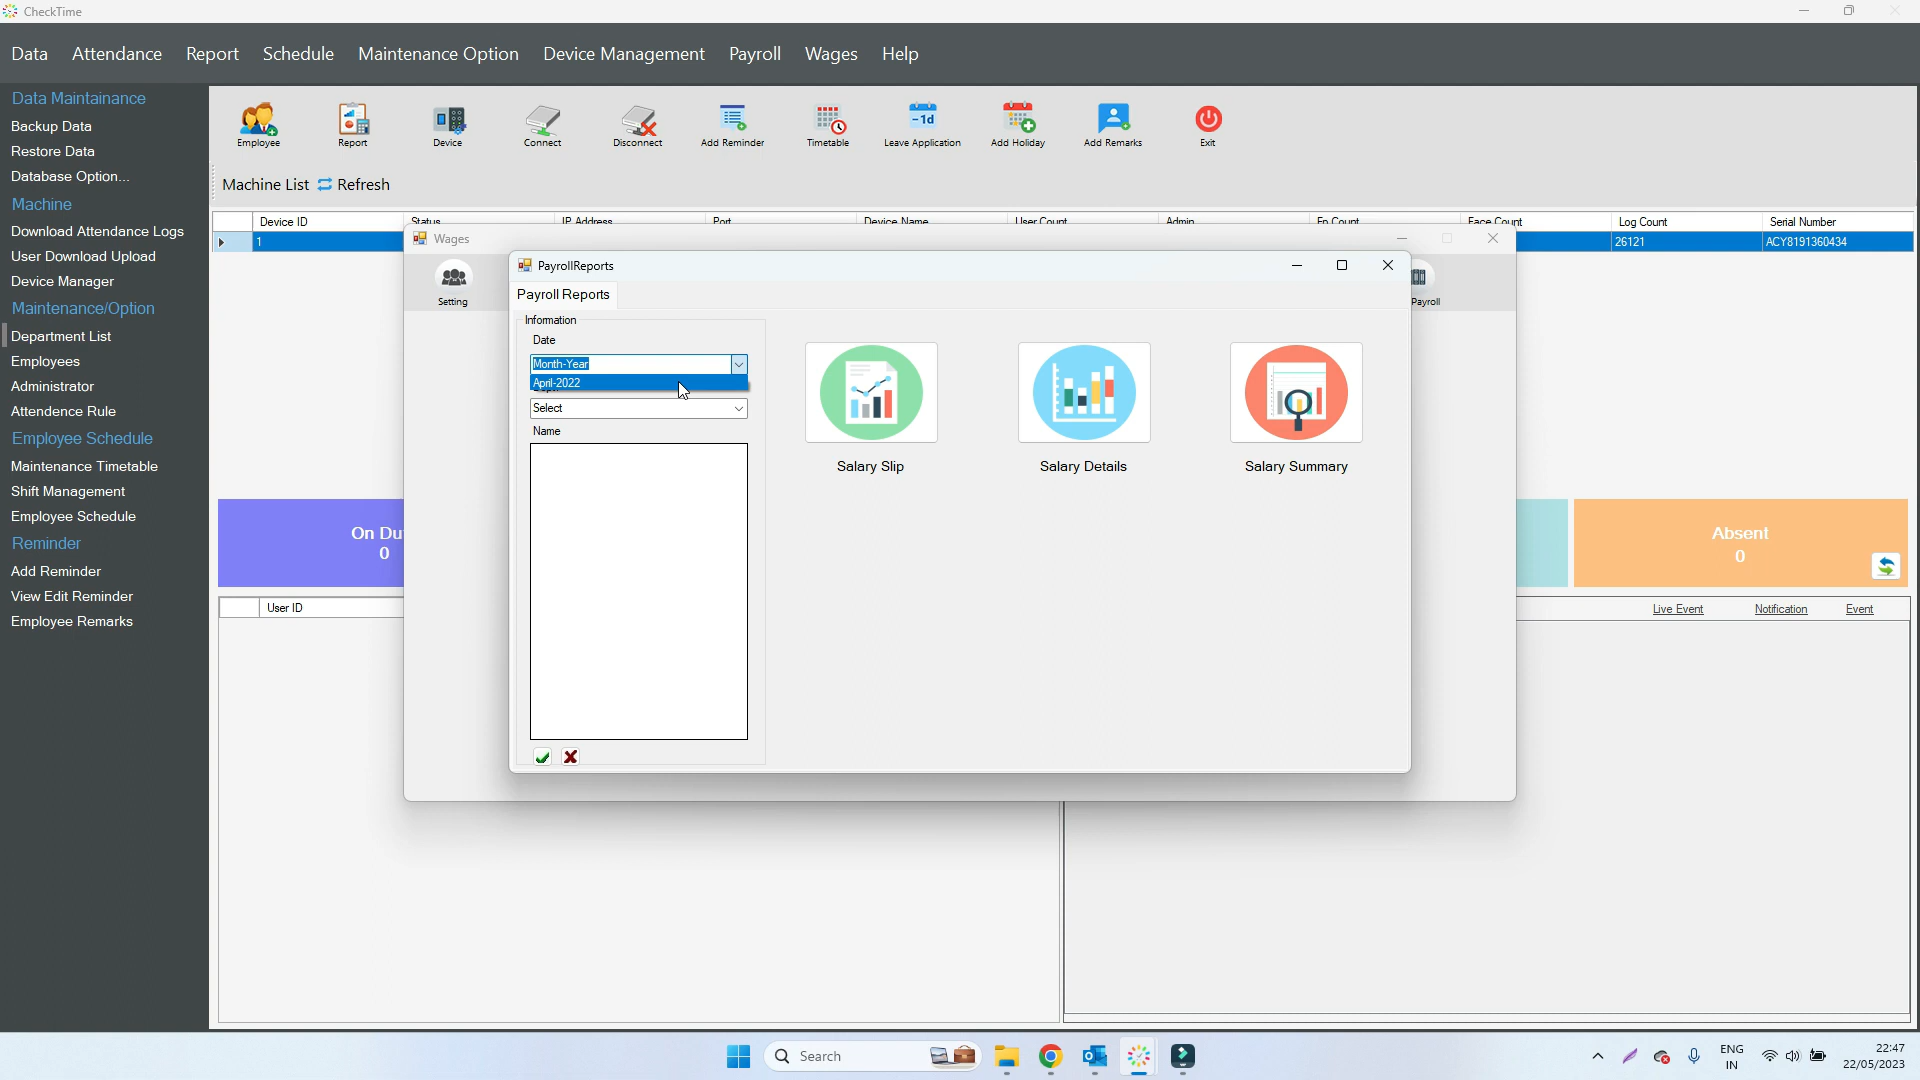 CheckTime
Data Attendance Report Schedule Maintenance Option Device Management Payroll Wages Help
Data Maintainance
Backup Data
Restore Data
Database Option...
Machine
Download Attendance Logs
User Download Upload
Device Manager
Maintenance/Option
Department List
Employees
Administrator
Attendence Rule
Employee Schedule
Maintenance Timetable
Shift Management
Employee Schedule
Reminder
Add Reminder
View Edit Reminder
Employee Remarks
Employee Report Device Connect Disconnect Add Reminder Timetable Leave Application Add Holiday Add Remarks Exit
Machine List Refresh
Device ID Status IP Address Port Device Name User Count Admin Fp Count Face Count Log Count Serial Number
1 26121 ACY8191360434
Wages
Setting
Payroll
PayrollReports
Payroll Reports
Information
Date
Month-Year
April-2022
Select
Name
Salary Slip Salary Details Salary Summary
On Du
0
Absent
0
User ID
Live Event Notification Event
Search
ENG
IN
22:47
22/05/2023